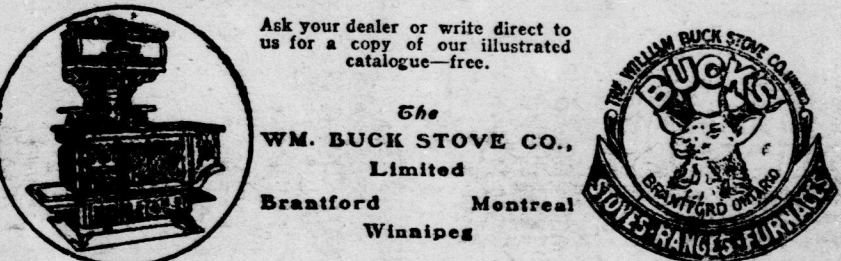 Ask your dealer or write direct to
us for a copy of our illustrated
catalogue—free.
The
WM. BUCK STOVE CO.,
Limited
Brantford Montreal
Winnipeg
THE WILLIAM BUCK STOVE CO. LIMITED
BUCK'S
BRANTFORD ONTARIO
STOVES·RANGES·FURNACES